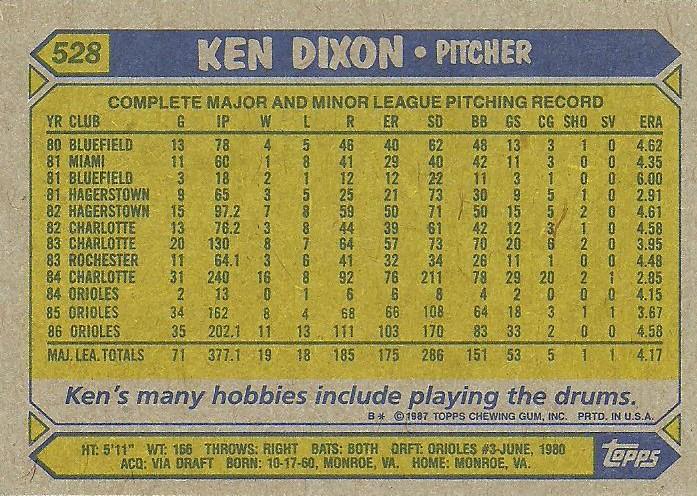 528 KEN DIXON • PITCHER
COMPLETE MAJOR AND MINOR LEAGUE PITCHING RECORD
YR CLUB G IP W L R ER SO BB GS CG SHO SV ERA
80 BLUEFIELD 13 78 4 5 46 40 62 48 13 3 1 0 4.62
81 MIAMI 11 60 1 8 41 29 40 42 11 3 0 0 4.35
81 BLUEFIELD 3 18 2 1 12 12 22 11 3 1 0 0 6.00
81 HAGERSTOWN 9 65 3 5 25 21 73 30 9 5 1 0 2.91
82 HAGERSTOWN 15 97.2 7 8 59 50 71 50 15 5 2 0 4.61
82 CHARLOTTE 13 76.2 3 8 44 39 61 42 12 3 1 0 4.58
83 CHARLOTTE 20 130 8 7 64 57 73 70 20 6 2 0 3.95
83 ROCHESTER 11 64.1 3 6 41 32 34 26 11 1 0 0 4.48
84 CHARLOTTE 31 240 16 8 92 76 211 78 29 20 2 1 2.85
84 ORIOLES 2 13 0 1 6 6 8 4 2 0 0 0 4.15
85 ORIOLES 34 162 8 4 68 66 108 64 18 3 1 1 3.67
86 ORIOLES 35 202.1 11 13 111 103 170 83 33 2 0 0 4.58
MAJ. LEA. TOTALS 71 377.1 19 18 185 175 286 151 53 5 1 1 4.17
Ken's many hobbies include playing the drums.
B* ©1987 TOPPS CHEWING GUM, INC. PRTD. IN U.S.A.
HT: 5'11" WT: 166 THROWS: RIGHT BATS: BOTH DRFT: ORIOLES #3-JUNE, 1980
ACQ: VIA DRAFT BORN: 10-17-60, MONROE, VA. HOME: MONROE, VA.
TOPPS